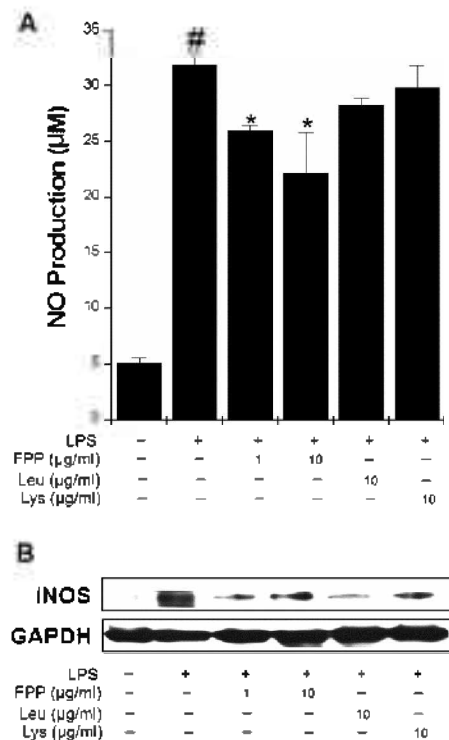 A
NO Production (µM)
35
30
25
20
15
10
5
0
#
*
*
LPS – + + + + +
FPP (µg/ml) – – 1 10 – –
Leu (µg/ml) – – – – 10 –
Lys (µg/ml) – – – – – 10
B
iNOS
GAPDH
LPS – + + + + +
FPP (µg/ml) – – 1 10 – –
Leu (µg/ml) – – – – 10 –
Lys (µg/ml) – – – – – 10